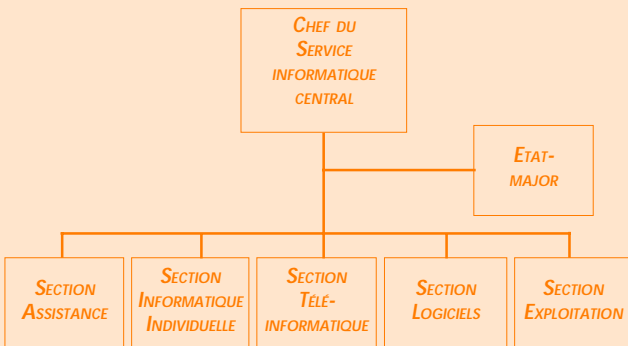 CHEF DU
SERVICE
INFORMATIQUE
CENTRAL
ETAT-
MAJOR
SECTION
ASSISTANCE
SECTION
INFORMATIQUE
INDIVIDUELLE
SECTION
TÉLÉ-
INFORMATIQUE
SECTION
LOGICIELS
SECTION
EXPLOITATION